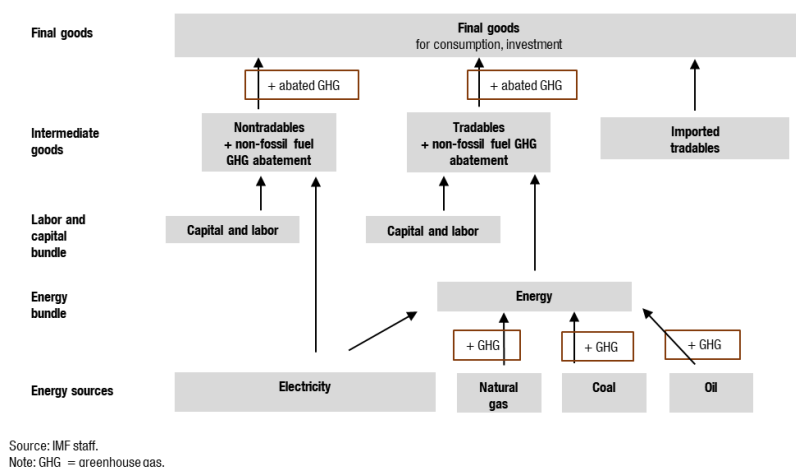 Final goods
Final goods
for consumption, investment
+ abated GHG
+ abated GHG
Intermediate
goods
Nontradables
+ non-fossil fuel
GHG abatement
Tradables
+ non-fossil fuel GHG
abatement
Imported
tradables
Labor and
capital
bundle
Capital and labor
Capital and labor
Energy
bundle
Energy
+ GHG
+ GHG
+ GHG
Energy sources
Electricity
Natural
gas
Coal
Oil
Source: IMF staff.
Note: GHG = greenhouse gas.